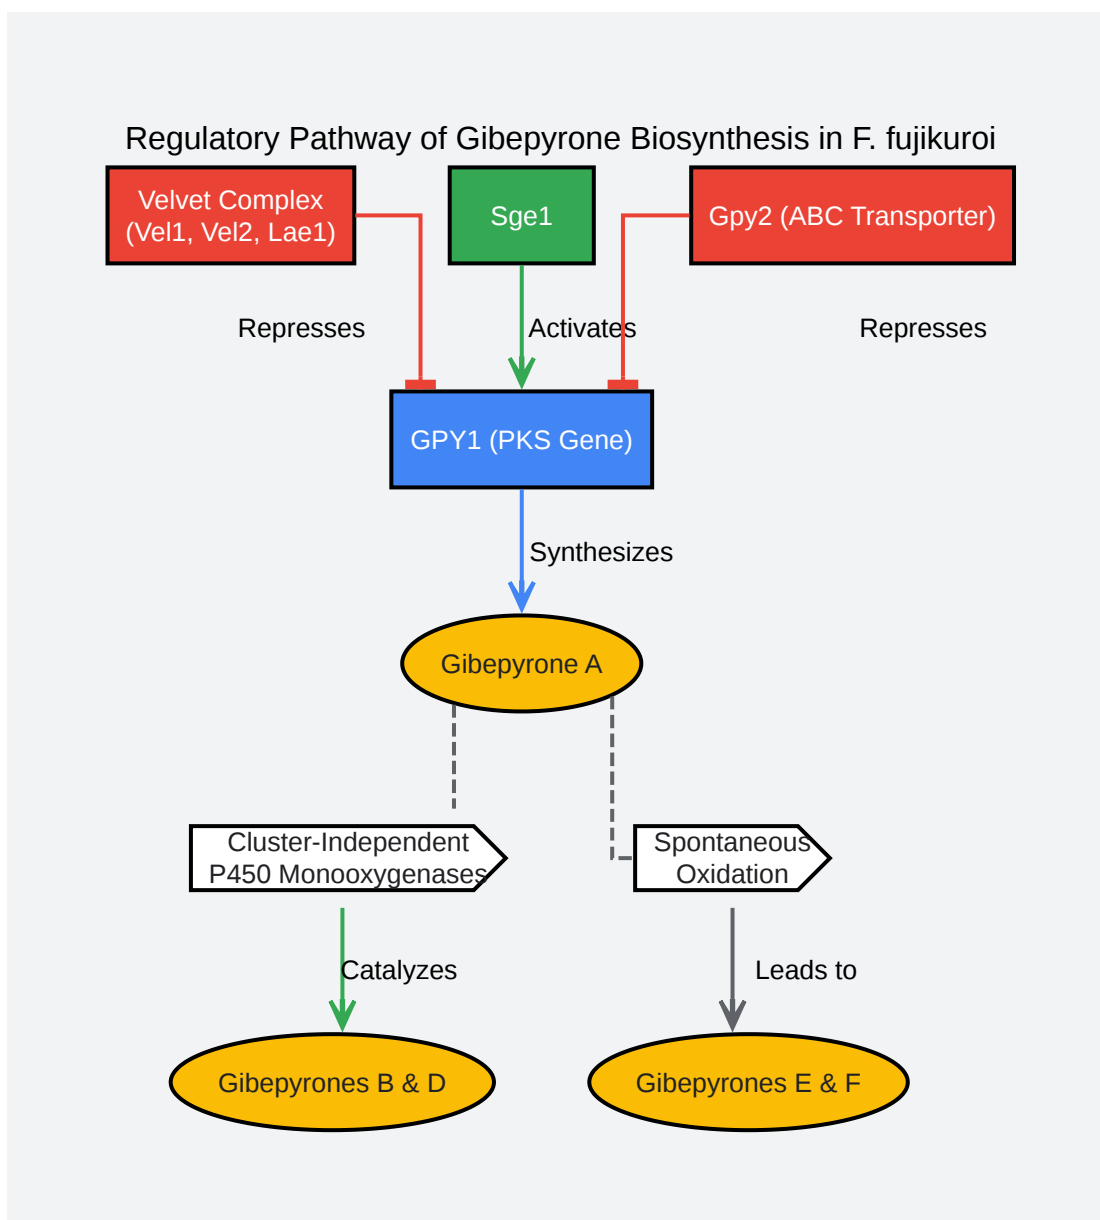 Regulatory Pathway of Gibepyrone Biosynthesis in F. fujikuroi
Velvet Complex
(Vel1, Vel2, Lae1)
Sge1
Gpy2 (ABC Transporter)
Represses
Activates
Represses
GPY1 (PKS Gene)
Synthesizes
Gibepyrone A
Cluster-Independent
P450 Monooxygenases
Spontaneous
Oxidation
Catalyzes
Leads to
Gibepyrones B & D
Gibepyrones E & F